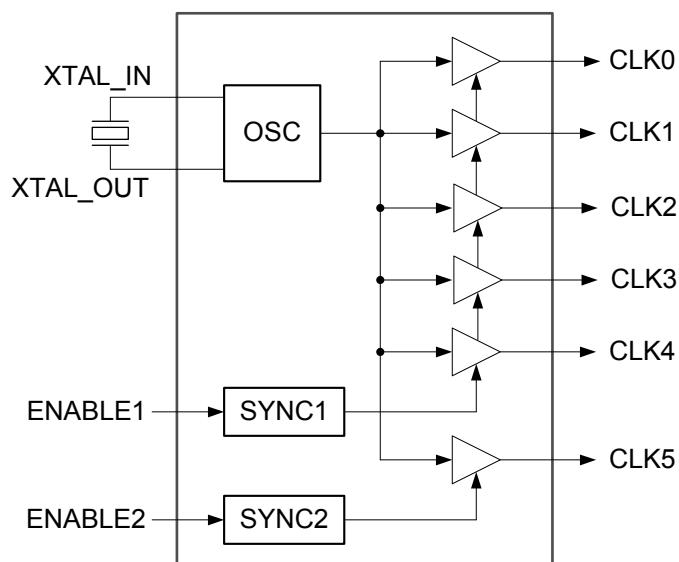 CLK0
XTAL_IN
OSC
CLK1
XTAL_OUT
CLK2
CLK3
CLK4
ENABLE1
SYNC1
CLK5
ENABLE2
SYNC2